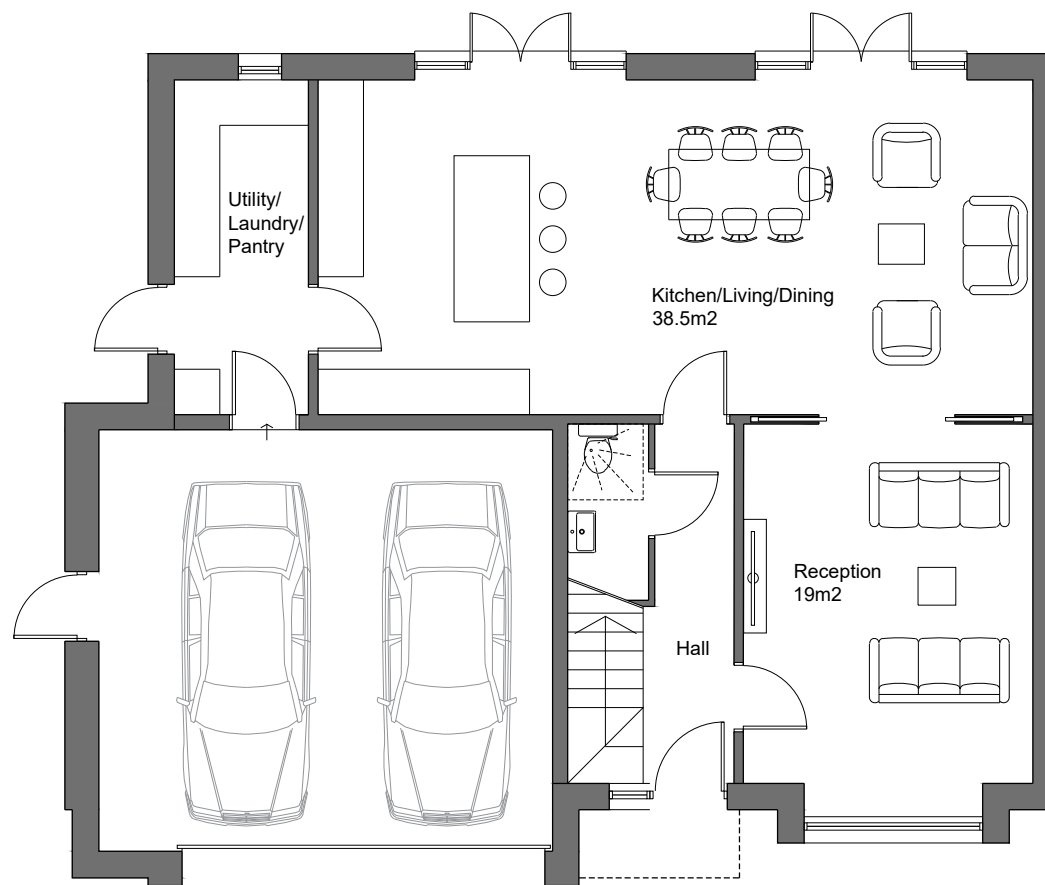 Utility/
Laundry/
Pantry
Kitchen/Living/Dining
38.5m2
Reception
19m2
Hall